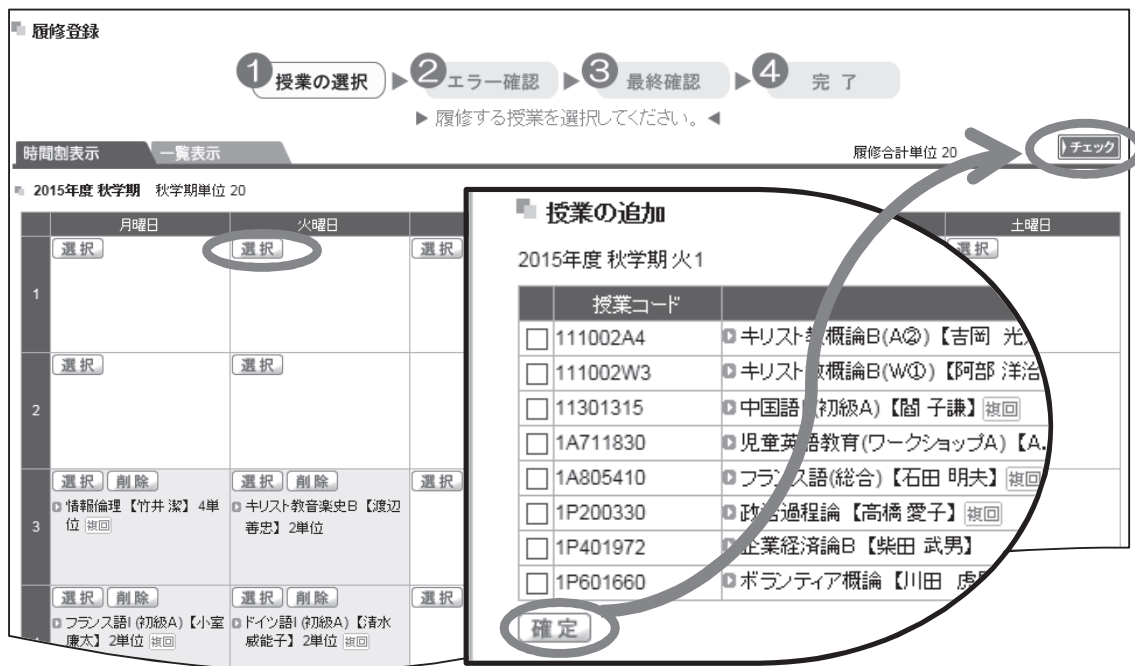 履修登録
1 授業の選択 ▶ 2 エラー確認 ▶ 3 最終確認 ▶ 4 完了
▶ 履修する授業を選択してください。 ◀
時間割表示 一覧表示 履修合計単位 20 チェック
2015年度 秋学期 秋学期単位 20
月曜日 火曜日 土曜日
1 選択 選択 選択 選択
2 選択 選択
3 選択 削除 選択 削除 選択
情報倫理 【竹井 潔】 4単位 複回
キリスト教音楽史B 【渡辺善忠】 2単位
選択 削除 選択 削除 選択
フランス語I (初級A) 【小室廉太】 2単位 複回
ドイツ語I (初級A) 【清水威能子】 2単位 複回
授業の追加
2015年度 秋学期 火1
授業コード
111002A4 キリスト教概論B(A②) 【吉岡 光
111002W3 キリスト教概論B(W①) 【阿部 洋治
11301315 中国語 (初級A) 【閻 子謙】 複回
1A711830 児童英語教育(ワークショップA) 【A.
1A805410 フランス語(総合) 【石田 明夫】 複回
1P200330 政治過程論 【高橋 愛子】 複回
1P401972 企業経済論B 【柴田 武男】
1P601660 ボランティア概論 【川田 虎
確定